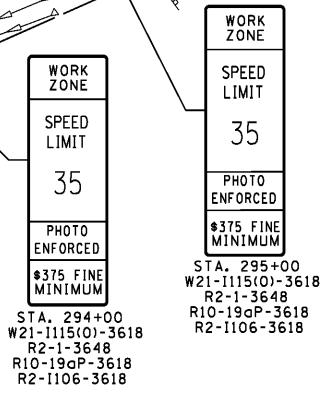 WORK
ZONE
SPEED
LIMIT
35
PHOTO
ENFORCED
$375 FINE
MINIMUM
STA. 294+00
W21-I115(O)-3618
R2-1-3648
R10-19aP-3618
R2-I106-3618
WORK
ZONE
SPEED
LIMIT
35
PHOTO
ENFORCED
$375 FINE
MINIMUM
STA. 295+00
W21-I115(O)-3618
R2-1-3648
R10-19aP-3618
R2-I106-3618